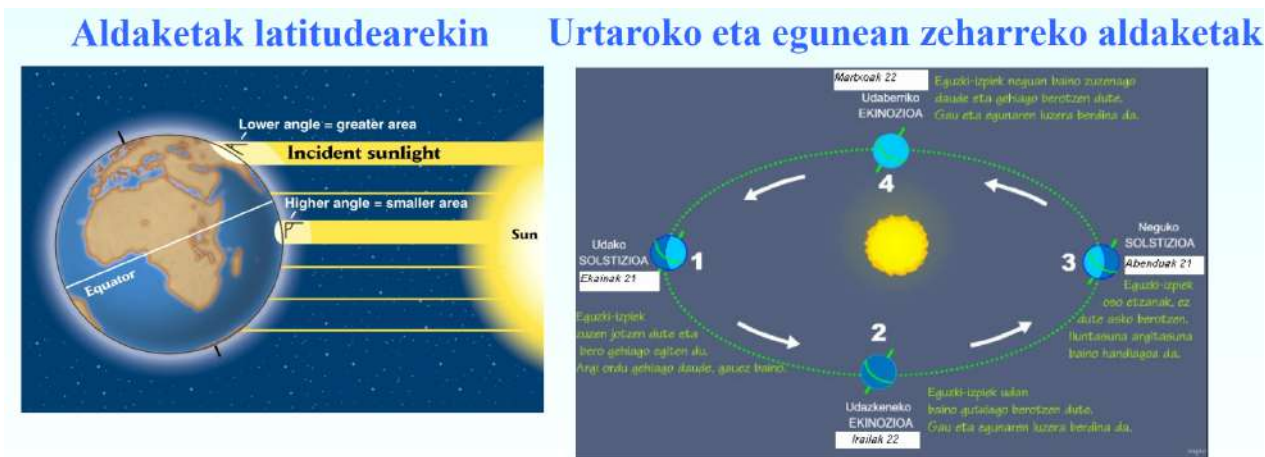 Aldaketak latitudearekin
Urtaroko eta egunean zeharreko aldaketak
Lower angle = greater area
Incident sunlight
Higher angle = smaller area
Sun
Equator
Martxoak 22
Udaberriko
EKINOZIOA
Eguzki-izpiek neguan baino zuzenago
daude eta gehiago berotzen dute.
Gau eta egunaren luzera berdina da.
4
Udako
SOLSTIZIOA
Ekainak 21
1
Eguzki-izpiek
zuzen jotzen dute eta
bero gehiago egiten du.
Argi ordu gehiago daude, gauez baino.
3
Neguko
SOLSTIZIOA
Abenduak 21
Eguzki-izpiek
oso etzanak, ez
dute asko berotzen.
Iluntasuna argitasuna
baino handiagoa da.
2
Udazkeneko
EKINOZIOA
Irailak 22
Eguzki-izpiek udan
baino gutxiago berotzen dute.
Gau eta egunaren luzera berdina da.